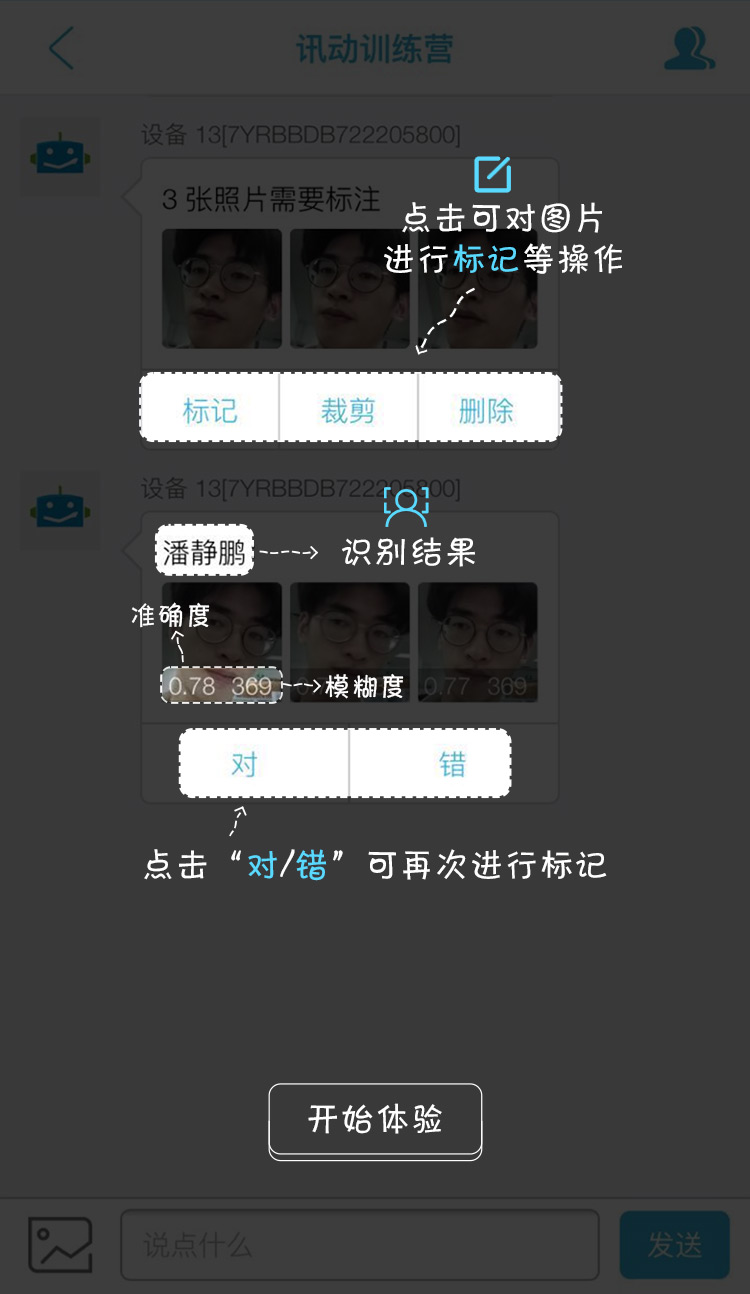 讯动训练营
设备 13[7YRBBDB722205800]
3 张照片需要标注
点击可对图片
进行标记等操作
标记 裁剪 删除
设备 13[7YRBBDB722205800]
潘静鹏 识别结果
准确度
0.78 369 模糊度 0.77 369
对 错
点击“对/错”可再次进行标记
开始体验
说点什么 发送